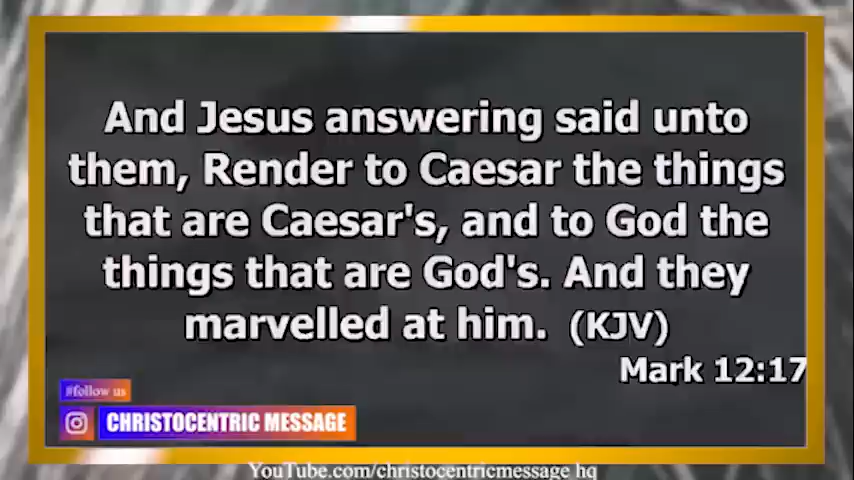 And Jesus answering said unto
them, Render to Caesar the things
that are Caesar's, and to God the
things that are God's. And they
marvelled at him. (KJV)
Mark 12:17
#follow us
CHRISTOCENTRIC MESSAGE
YouTube.com/christocentricmessage hq